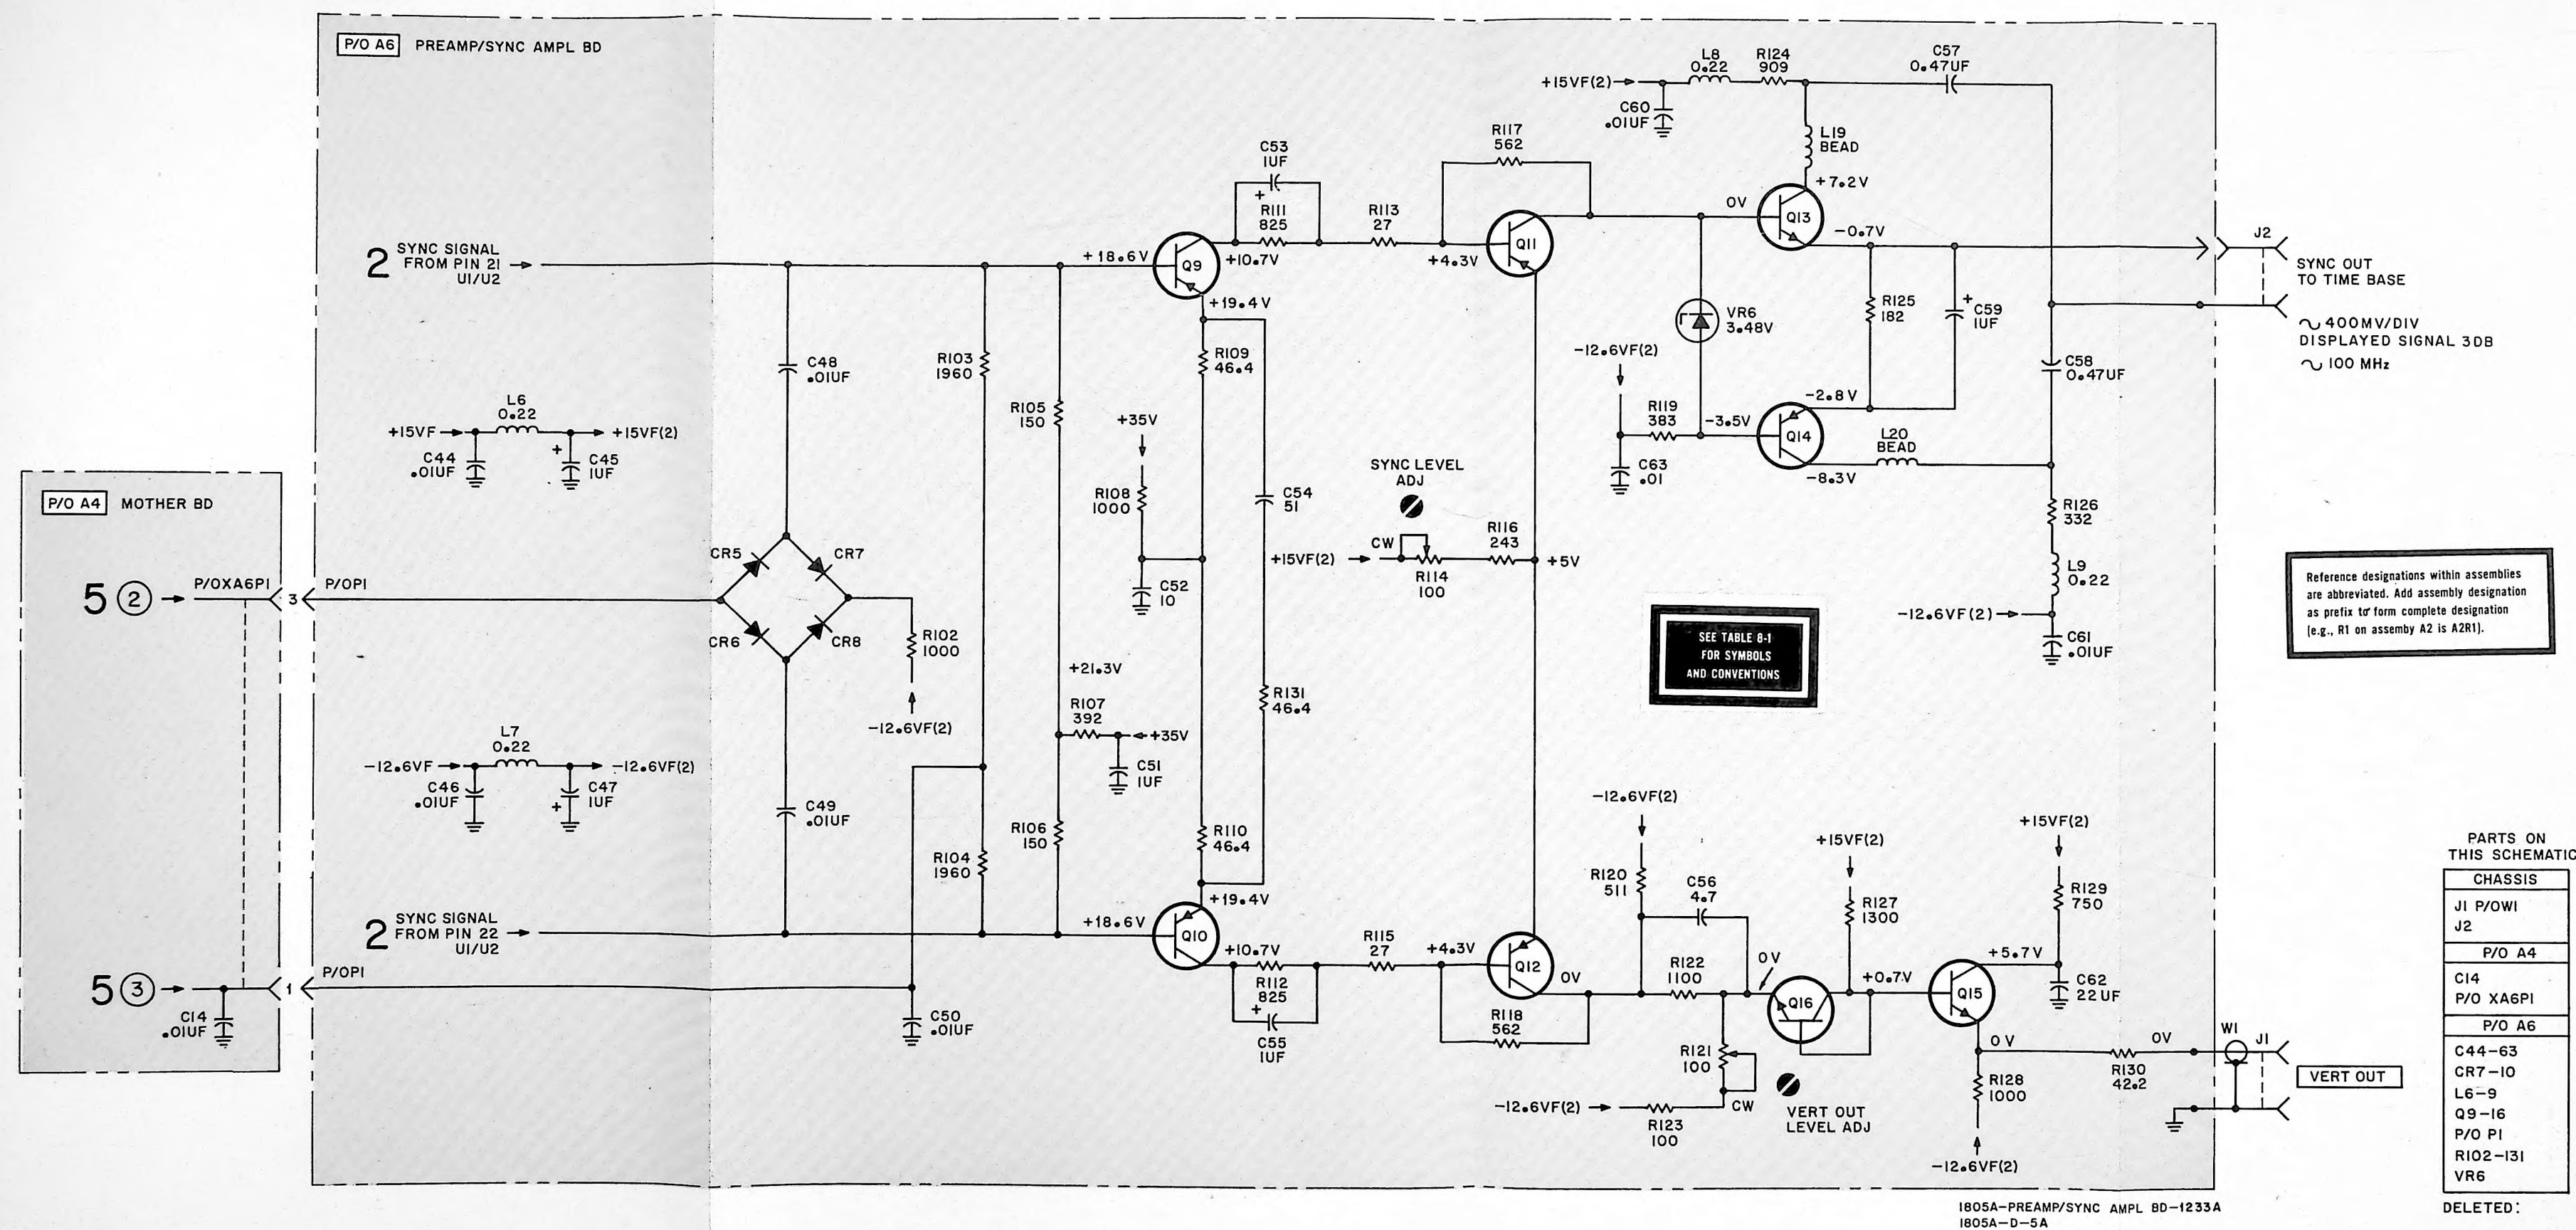 P/O A6 PREAMP/SYNC AMPL BD
L8
0.22
R124
909
C57
0.47UF
+15VF(2)
C60
.01UF
L19
BEAD
R117
562
C53
1UF
+
R111
825
R113
27
+7.2V
Q13
0V
-0.7V
Q11
+4.3V
2
SYNC SIGNAL
FROM PIN 21
U1/U2
+18.6V
Q9
+10.7V
+19.4V
J2
SYNC OUT
TO TIME BASE
∿ 400MV/DIV
DISPLAYED SIGNAL 3DB
∿ 100 MHz
VR6
3.48V
R125
182
+
C59
1UF
C48
.01UF
R103
1960
R109
46.4
-12.6VF(2)
C58
0.47UF
R105
150
L6
0.22
+15VF
+15VF(2)
C44
.01UF
+
C45
1UF
+35V
R119
383
-3.5V
-2.8V
Q14
L20
BEAD
-8.3V
C63
.01
SYNC LEVEL
ADJ
R108
1000
C54
51
P/O A4 MOTHER BD
CR5
CR7
+15VF(2)
CW
R114
100
R116
243
+5V
R126
332
L9
0.22
-12.6VF(2)
C61
.01UF
C52
10
5 2
P/OXA6P1
3
P/OP1
CR6
CR8
R102
1000
-12.6VF(2)
Reference designations within assemblies
are abbreviated. Add assembly designation
as prefix to form complete designation
(e.g., R1 on assemby A2 is A2R1).
SEE TABLE 8-1
FOR SYMBOLS
AND CONVENTIONS
+21.3V
R107
392
+35V
C51
1UF
R131
46.4
L7
0.22
-12.6VF
-12.6VF(2)
C46
.01UF
+
C47
1UF
C49
.01UF
R106
150
R104
1960
R110
46.4
-12.6VF(2)
R120
511
C56
4.7
+15VF(2)
R127
1300
+15VF(2)
R129
750
2
SYNC SIGNAL
FROM PIN 22
U1/U2
+18.6V
Q10
+19.4V
+10.7V
R112
825
+
C55
1UF
R115
27
+4.3V
Q12
0V
R118
562
R122
1100
0V
Q16
+0.7V
Q15
+5.7V
C62
22UF
5 3
1
P/OP1
C14
.01UF
C50
.01UF
R121
100
CW
-12.6VF(2)
R123
100
VERT OUT
LEVEL ADJ
0V
R128
1000
-12.6VF(2)
R130
42.2
0V
W1
J1
VERT OUT
PARTS ON
THIS SCHEMATIC
CHASSIS
J1 P/OW1
J2
P/O A4
C14
P/O XA6P1
P/O A6
C44-63
CR7-10
L6-9
Q9-16
P/O P1
R102-131
VR6
DELETED:
1805A-PREAMP/SYNC AMPL BD-1233A
1805A-D-5A